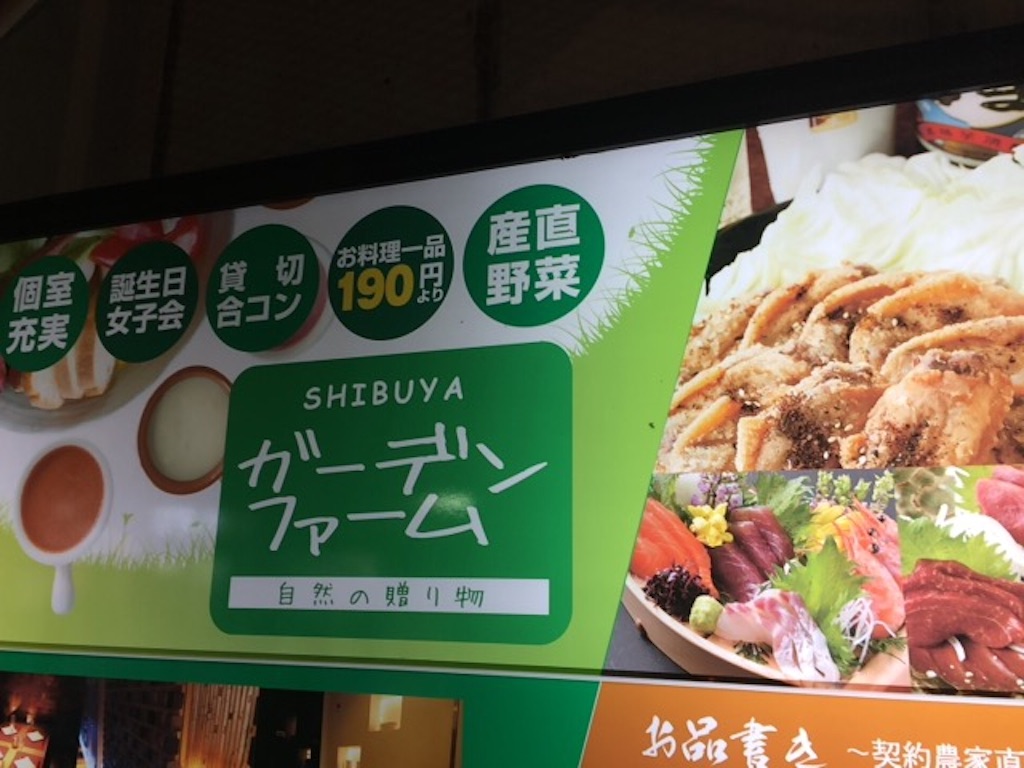 個室
充実
誕生日
女子会
貸切
合コン
お料理一品
190円より
産直
野菜
SHIBUYA
ガーデン
ファーム
自然の贈り物
お品書き
～契約農家直